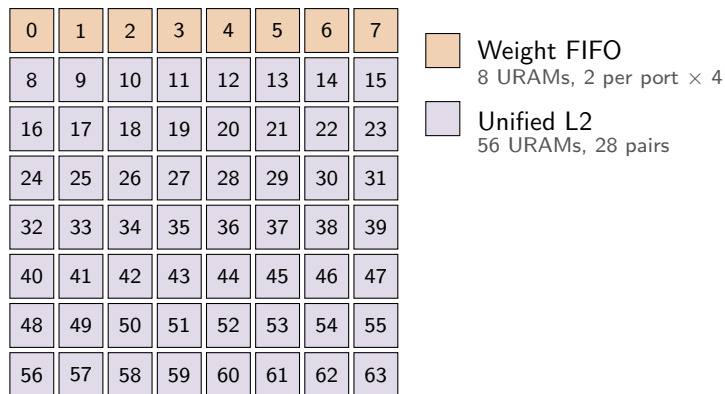 0 1 2 3 4 5 6 7
8 9 10 11 12 13 14 15
16 17 18 19 20 21 22 23
24 25 26 27 28 29 30 31
32 33 34 35 36 37 38 39
40 41 42 43 44 45 46 47
48 49 50 51 52 53 54 55
56 57 58 59 60 61 62 63
Weight FIFO
8 URAMs, 2 per port × 4
Unified L2
56 URAMs, 28 pairs